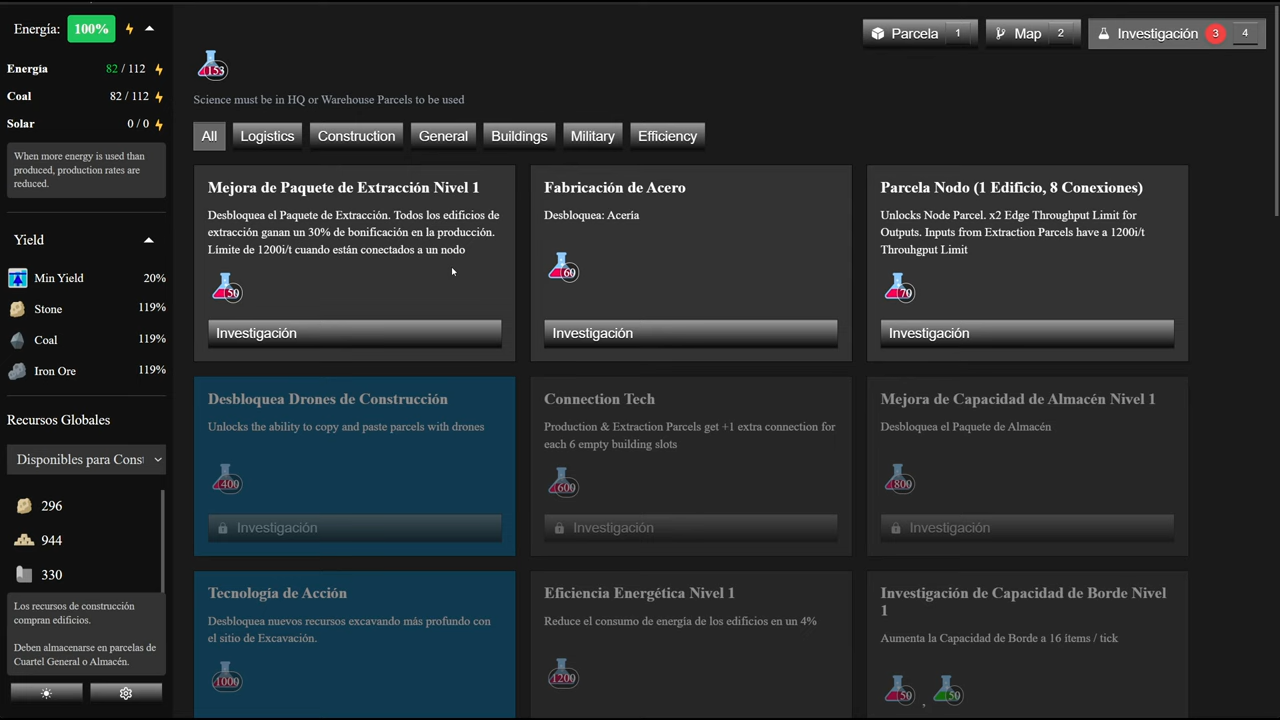 Energía: 100%
Parcela 1
Map 2
Investigación 3 4
Energía 82 / 112
Coal 82 / 112
Solar 0 / 0
When more energy is used than
produced, production rates are
reduced.
Yield
Min Yield 20%
Stone 119%
Coal 119%
Iron Ore 119%
Recursos Globales
Disponibles para Cons
296
944
330
Los recursos de construcción
compran edificios.
Deben almacenarse en parcelas de
Cuartel General o Almacén.
153
Science must be in HQ or Warehouse Parcels to be used
All Logistics Construction General Buildings Military Efficiency
Mejora de Paquete de Extracción Nivel 1
Desbloquea el Paquete de Extracción. Todos los edificios de
extracción ganan un 30% de bonificación en la producción.
Límite de 1200i/t cuando están conectados a un nodo
50
Investigación
Fabricación de Acero
Desbloquea: Acería
60
Investigación
Parcela Nodo (1 Edificio, 8 Conexiones)
Unlocks Node Parcel. x2 Edge Throughput Limit for
Outputs. Inputs from Extraction Parcels have a 1200i/t
Throuhgput Limit
70
Investigación
Desbloquea Drones de Construcción
Unlocks the ability to copy and paste parcels with drones
400
Investigación
Connection Tech
Production & Extraction Parcels get +1 extra connection for
each 6 empty building slots
600
Investigación
Mejora de Capacidad de Almacén Nivel 1
Desbloquea el Paquete de Almacén
800
Investigación
Tecnología de Acción
Desbloquea nuevos recursos excavando más profundo con
el sitio de Excavación.
1000
Eficiencia Energética Nivel 1
Reduce el consumo de energía de los edificios en un 4%
1200
Investigación de Capacidad de Borde Nivel
1
Aumenta la Capacidad de Borde a 16 items / tick
50 , 50